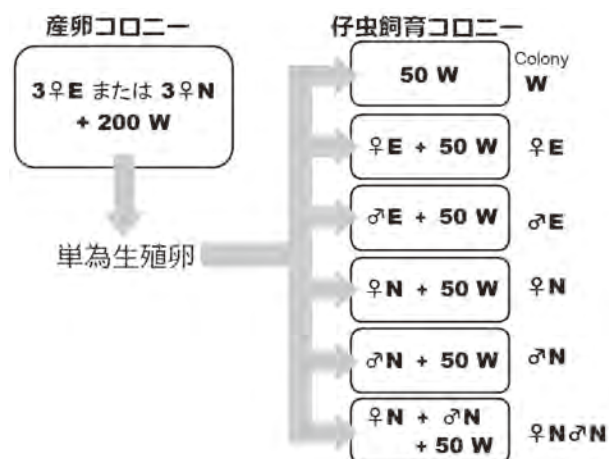 産卵コロニー
3♀E または 3♀N
+ 200 W
単為生殖卵
仔虫飼育コロニー
50 W
Colony
W
♀E + 50 W
♀E
♂E + 50 W
♂E
♀N + 50 W
♀N
♂N + 50 W
♂N
♀N + ♂N
+ 50 W
♀N♂N